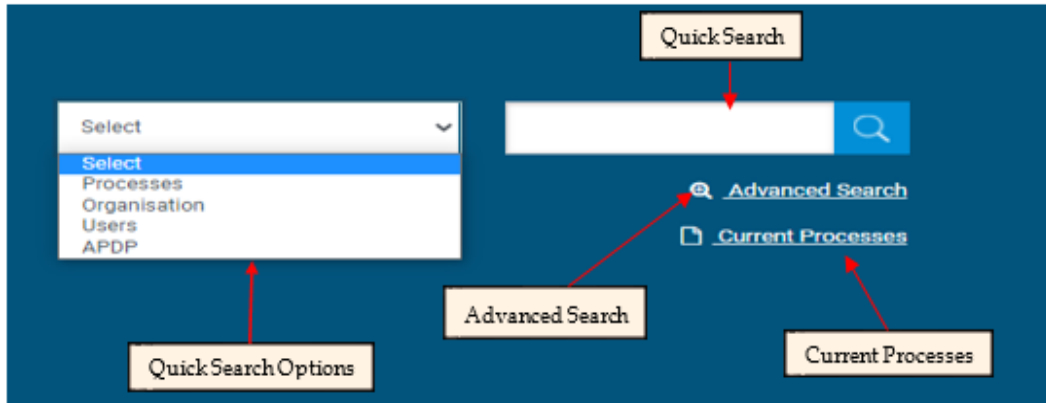 Quick Search
Select
Select
Processes
Organisation
Users
APDP
Advanced Search
Current Processes
Advanced Search
Quick Search Options
Current Processes